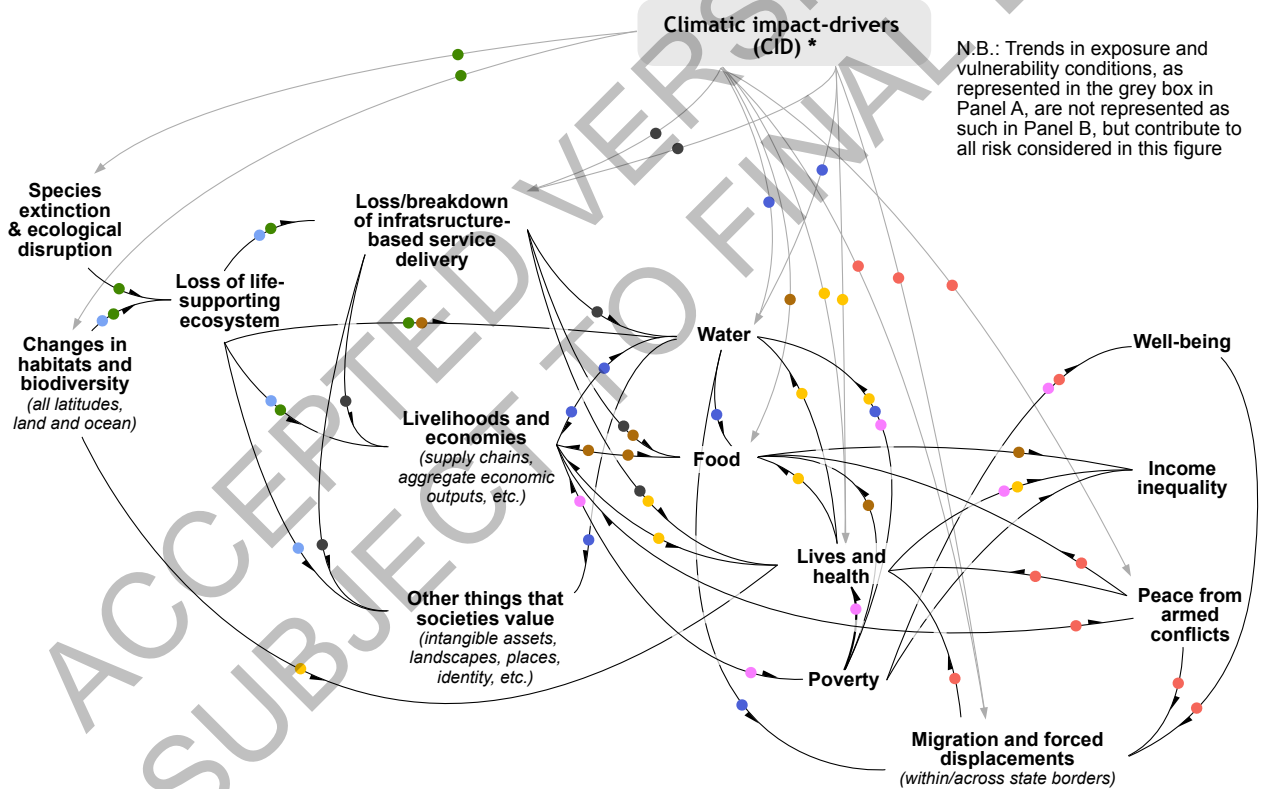 Climatic impact-drivers
(CID) *
N.B.: Trends in exposure and
vulnerability conditions, as
represented in the grey box in
Panel A, are not represented as
such in Panel B, but contribute to
all risk considered in this figure
Species
extinction
& ecological
disruption
Loss/breakdown
of infratsructure-
based service
delivery
Loss of life-
supporting
ecosystem
Changes in
habitats and
biodiversity
(all latitudes,
land and ocean)
Water
Well-being
Livelihoods and
economies
(supply chains,
aggregate economic
outputs, etc.)
Food
Income
inequality
Lives and
health
Other things that
societies value
(intangible assets,
landscapes, places,
identity, etc.)
Peace from
armed
conflicts
Poverty
Migration and forced
displacements
(within/across state borders)
ACCEPTED VERSI
SUBJECT TO FINAL